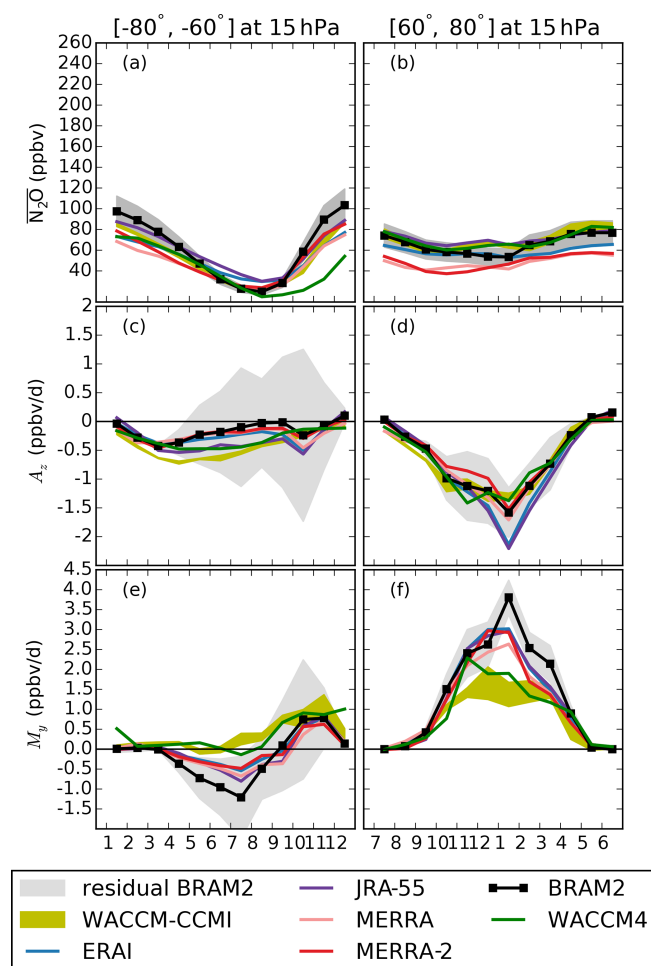 [-80°, -60°] at 15 hPa
[60°, 80°] at 15 hPa
N₂O (ppbv)
260
240
220
200
180
160
140
120
100
80
60
40
(a)
(b)
A_z (ppbv/d)
2
1.5
1
0.5
0
-0.5
-1
-1.5
-2
(c)
(d)
M_y (ppbv/d)
4.5
4.0
3.5
3.0
2.5
2.0
1.5
1.0
0.5
0.0
-0.5
-1.0
-1.5
(e)
(f)
1 2 3 4 5 6 7 8 9 10 11 12
7 8 9 10 11 12 1 2 3 4 5 6
residual BRAM2 JRA-55 BRAM2
WACCM-CCMI MERRA WACCM4
ERAI MERRA-2